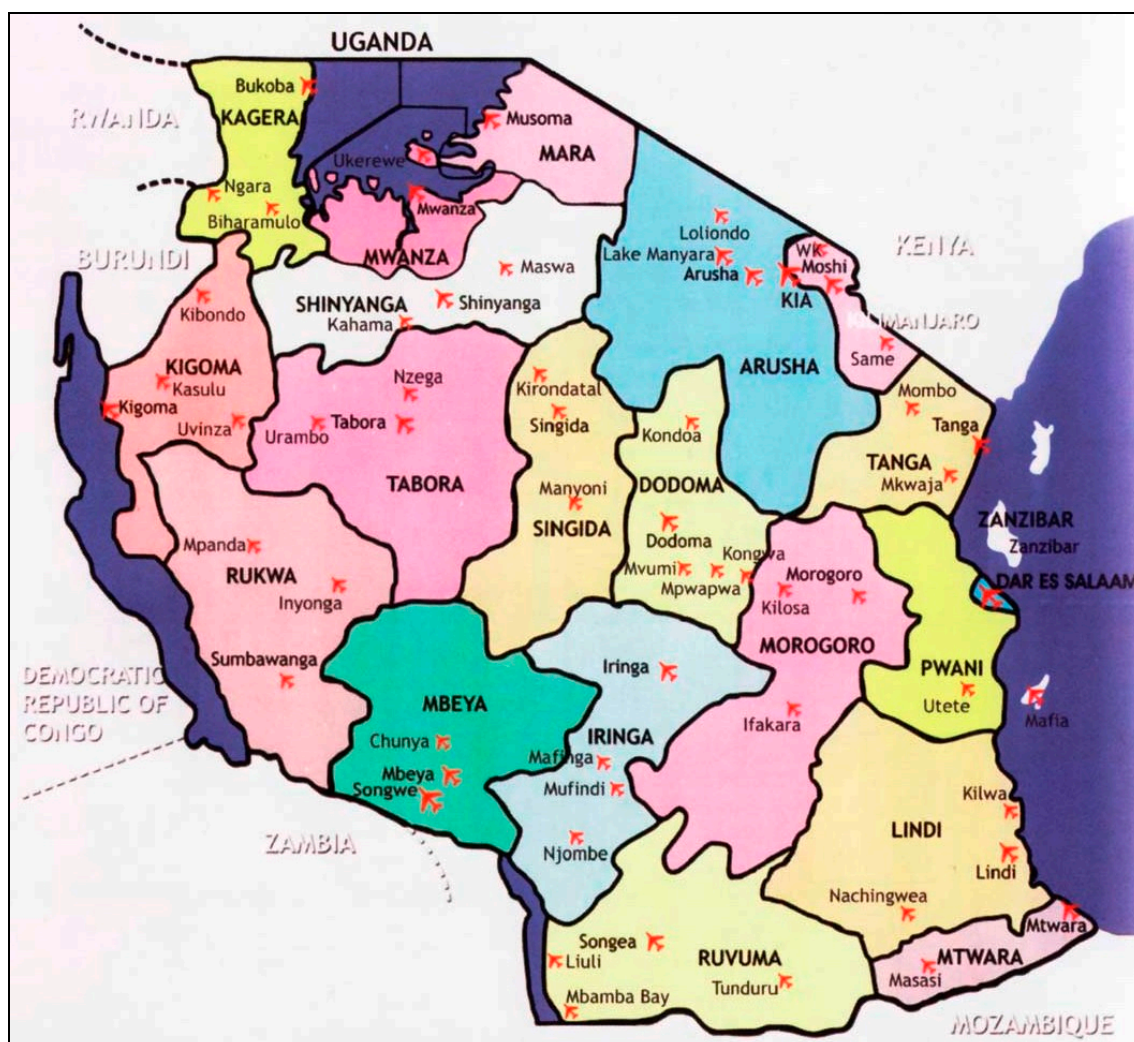 UGANDA
Bukoba
KAGERA
RWANDA
Musoma
MARA
Ukerewe
Ngara
Biharamulo
Mwanza
MWANZA
BURUNDI
Loliondo
Lake Manyara
Arusha
WK
Moshi
KIA
KENYA
KILIMANJARO
Maswa
SHINYANGA
Shinyanga
Kahama
Kibondo
KIGOMA
Kasulu
Kigoma
Uvinza
Nzega
Urambo
Tabora
TABORA
Kirondatal
Singida
Manyoni
SINGIDA
Kondoa
DODOMA
Dodoma
Mvumi
Mpwapwa
Kongwa
ARUSHA
Same
Mombo
Tanga
TANGA
Mkwaja
ZANZIBAR
Zanzibar
DAR ES SALAAM
Mpanda
RUKWA
Inyonga
Sumbawanga
Morogoro
Kilosa
MOROGORO
Ifakara
PWANI
Utete
Mafia
DEMOCRATIC
REPUBLIC OF
CONGO
MBEYA
Chunya
Mbeya
Songwe
Iringa
IRINGA
Mafinga
Mufindi
Njombe
ZAMBIA
Kilwa
LINDI
Lindi
Nachingwea
Mtwara
MTWARA
Masasi
Songea
Liuli
RUVUMA
Tunduru
Mbamba Bay
MOZAMBIQUE